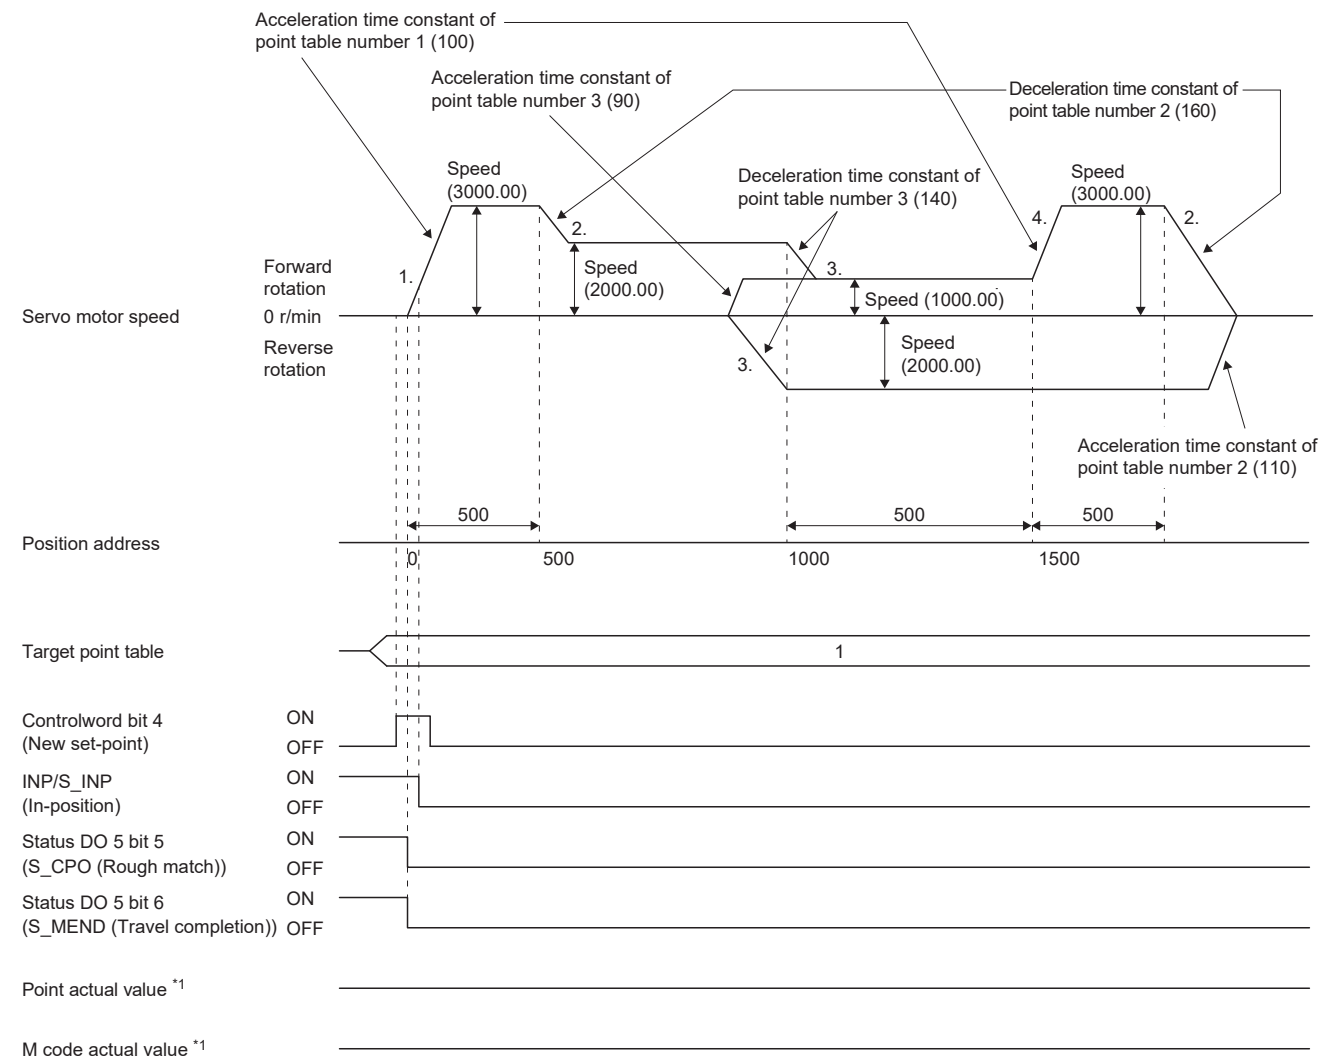 Acceleration time constant of
point table number 1 (100)
Acceleration time constant of
point table number 3 (90)
Deceleration time constant of
point table number 2 (160)
Speed
(3000.00)
Deceleration time constant of
point table number 3 (140)
Speed
(3000.00)
1.
2.
3.
4.
2.
Forward
rotation
Speed
(2000.00)
Speed (1000.00)
Servo motor speed
0 r/min
Reverse
rotation
3.
Speed
(2000.00)
Acceleration time constant of
point table number 2 (110)
500
500
500
Position address
0
500
1000
1500
Target point table
1
Controlword bit 4
(New set-point)
ON
OFF
INP/S_INP
(In-position)
ON
OFF
Status DO 5 bit 5
(S_CPO (Rough match))
ON
OFF
Status DO 5 bit 6
(S_MEND (Travel completion))
ON
OFF
Point actual value *1
M code actual value *1